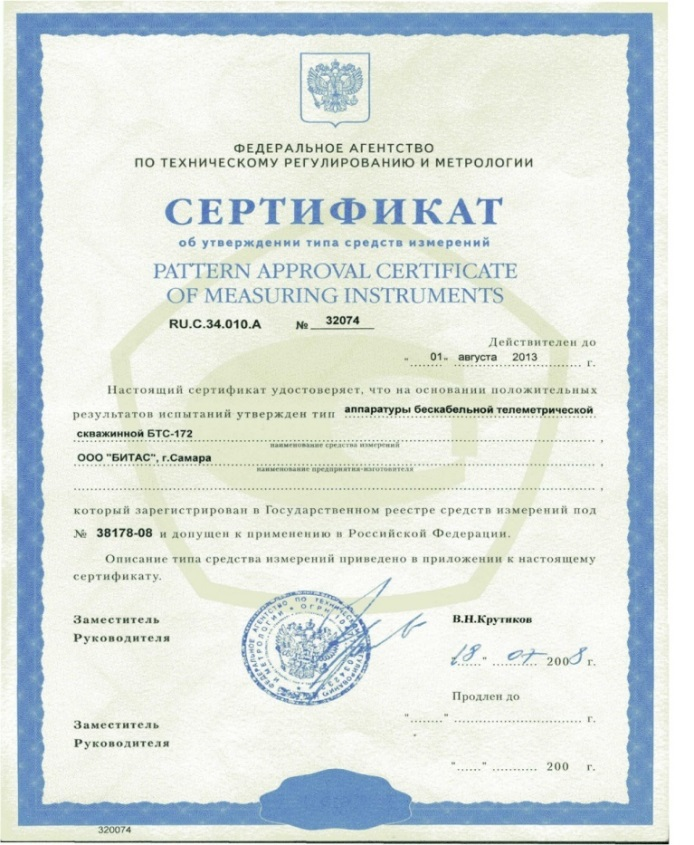 ФЕДЕРАЛЬНОЕ АГЕНТСТВО
ПО ТЕХНИЧЕСКОМУ РЕГУЛИРОВАНИЮ И МЕТРОЛОГИИ
СЕРТИФИКАТ
об утверждении типа средств измерений
PATTERN APPROVAL CERTIFICATE
OF MEASURING INSTRUMENTS
RU.C.34.010.A № 32074
Действителен до
" 01 " августа 2013 г.
Настоящий сертификат удостоверяет, что на основании положительных
результатов испытаний утвержден тип аппаратуры бескабельной телеметрической
скважинной БТС-172 ,
наименование средства измерений
ООО "БИТАС", г.Самара ,
наименование предприятия-изготовителя
,
который зарегистрирован в Государственном реестре средств измерений под
№ 38178-08 и допущен к применению в Российской Федерации.
Описание типа средства измерений приведено в приложении к настоящему
сертификату.
Заместитель
Руководителя
В.Н.Крутиков
18 " 07 2008 г.
Продлен до
" " г.
Заместитель
Руководителя
" " 200 г.
320074